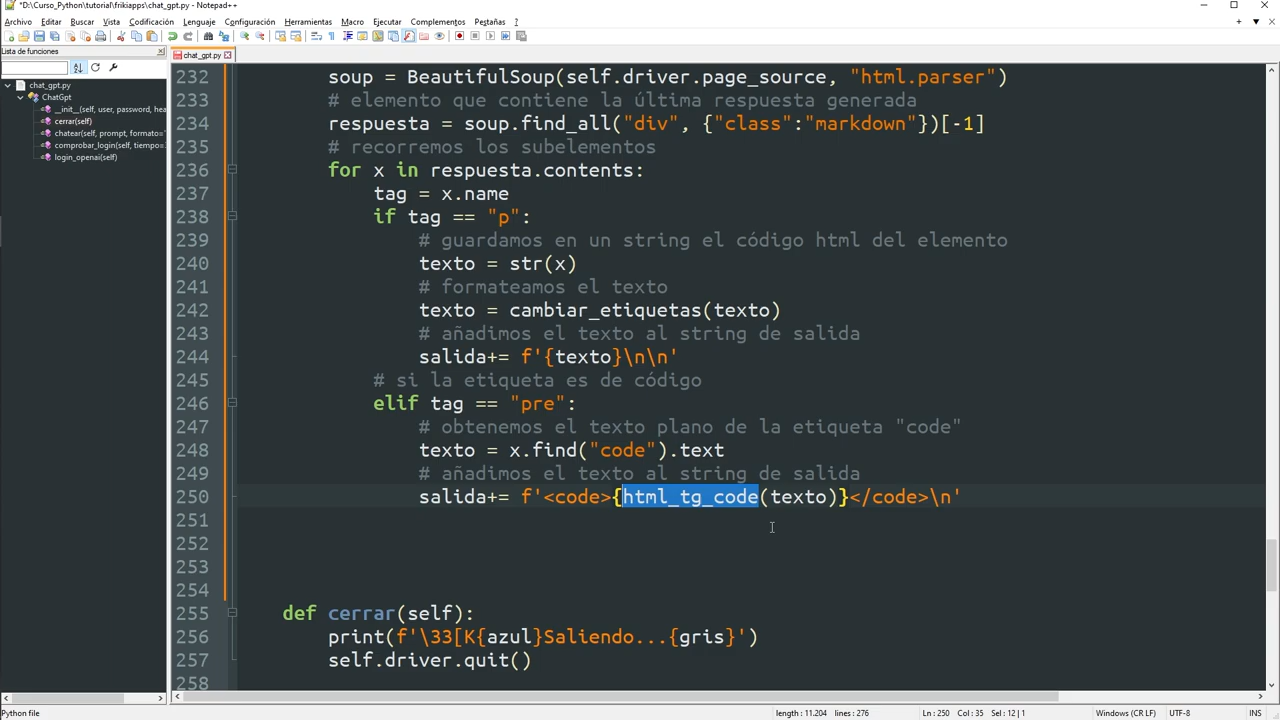 *D:\Curso_Python\tutorial\frikiapps\chat_gpt.py - Notepad++
Archivo Editar Buscar Vista Codificación Lenguaje Configuración Herramientas Macro Ejecutar Complementos Pestañas ?
Lista de funciones
chat_gpt.py
chat_gpt.py
ChatGpt
__init__(self, user, password, hea
cerrar(self)
chatear(self, prompt, formato='
comprobar_login(self, tiempo=
login_openai(self)
232 soup = BeautifulSoup(self.driver.page_source, "html.parser")
233 # elemento que contiene la última respuesta generada
234 respuesta = soup.find_all("div", {"class":"markdown"})[-1]
235 # recorremos los subelementos
236 for x in respuesta.contents:
237 tag = x.name
238 if tag == "p":
239 # guardamos en un string el código html del elemento
240 texto = str(x)
241 # formateamos el texto
242 texto = cambiar_etiquetas(texto)
243 # añadimos el texto al string de salida
244 salida+= f'{texto}\n\n'
245 # si la etiqueta es de código
246 elif tag == "pre":
247 # obtenemos el texto plano de la etiqueta "code"
248 texto = x.find("code").text
249 # añadimos el texto al string de salida
250 salida+= f'<code>{html_tg_code(texto)}</code>\n'
251
252
253
254
255 def cerrar(self):
256 print(f'\33[K{azul}Saliendo...{gris}')
257 self.driver.quit()
258
Python file length : 11.204 lines : 276 Ln : 250 Col : 35 Sel : 12 | 1 Windows (CR LF) UTF-8 INS